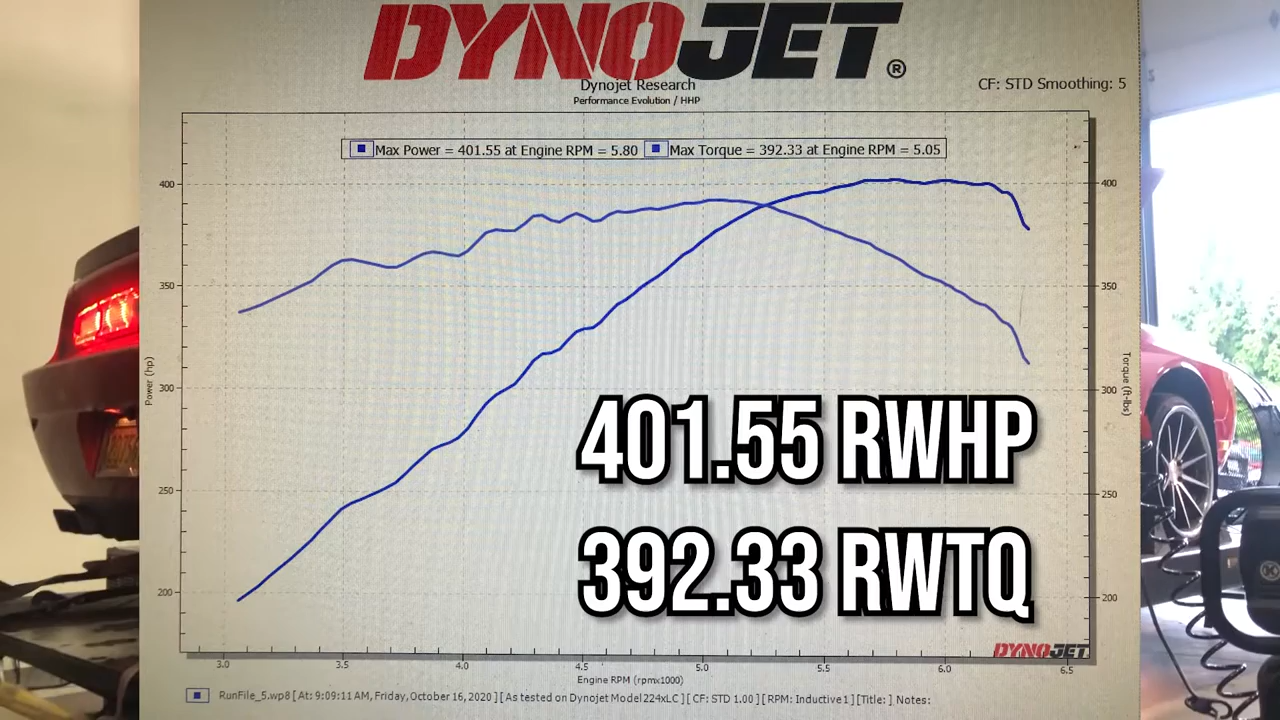 DYNOJET®
Dynojet Research
CF: STD Smoothing: 5
Performance Evolution / HHP
Max Power = 401.55 at Engine RPM = 5.80 Max Torque = 392.33 at Engine RPM = 5.05
400
400
350
350
Power (hp)
Torque (ft-lbs)
300
300
401.55 RWHP
250
250
392.33 RWTQ
200
200
DYNOJET
3.0 3.5 4.0 4.5 5.0 5.5 6.0 6.5
Engine RPM (rpmx1000)
RunFile_5.wp8 [ At: 9:09:11 AM, Friday, October 16, 2020 ] [ As tested on Dynojet Model 224xLC ] [ CF: STD 1.00 ] [ RPM: Inductive 1 ] [Title: ] Notes: